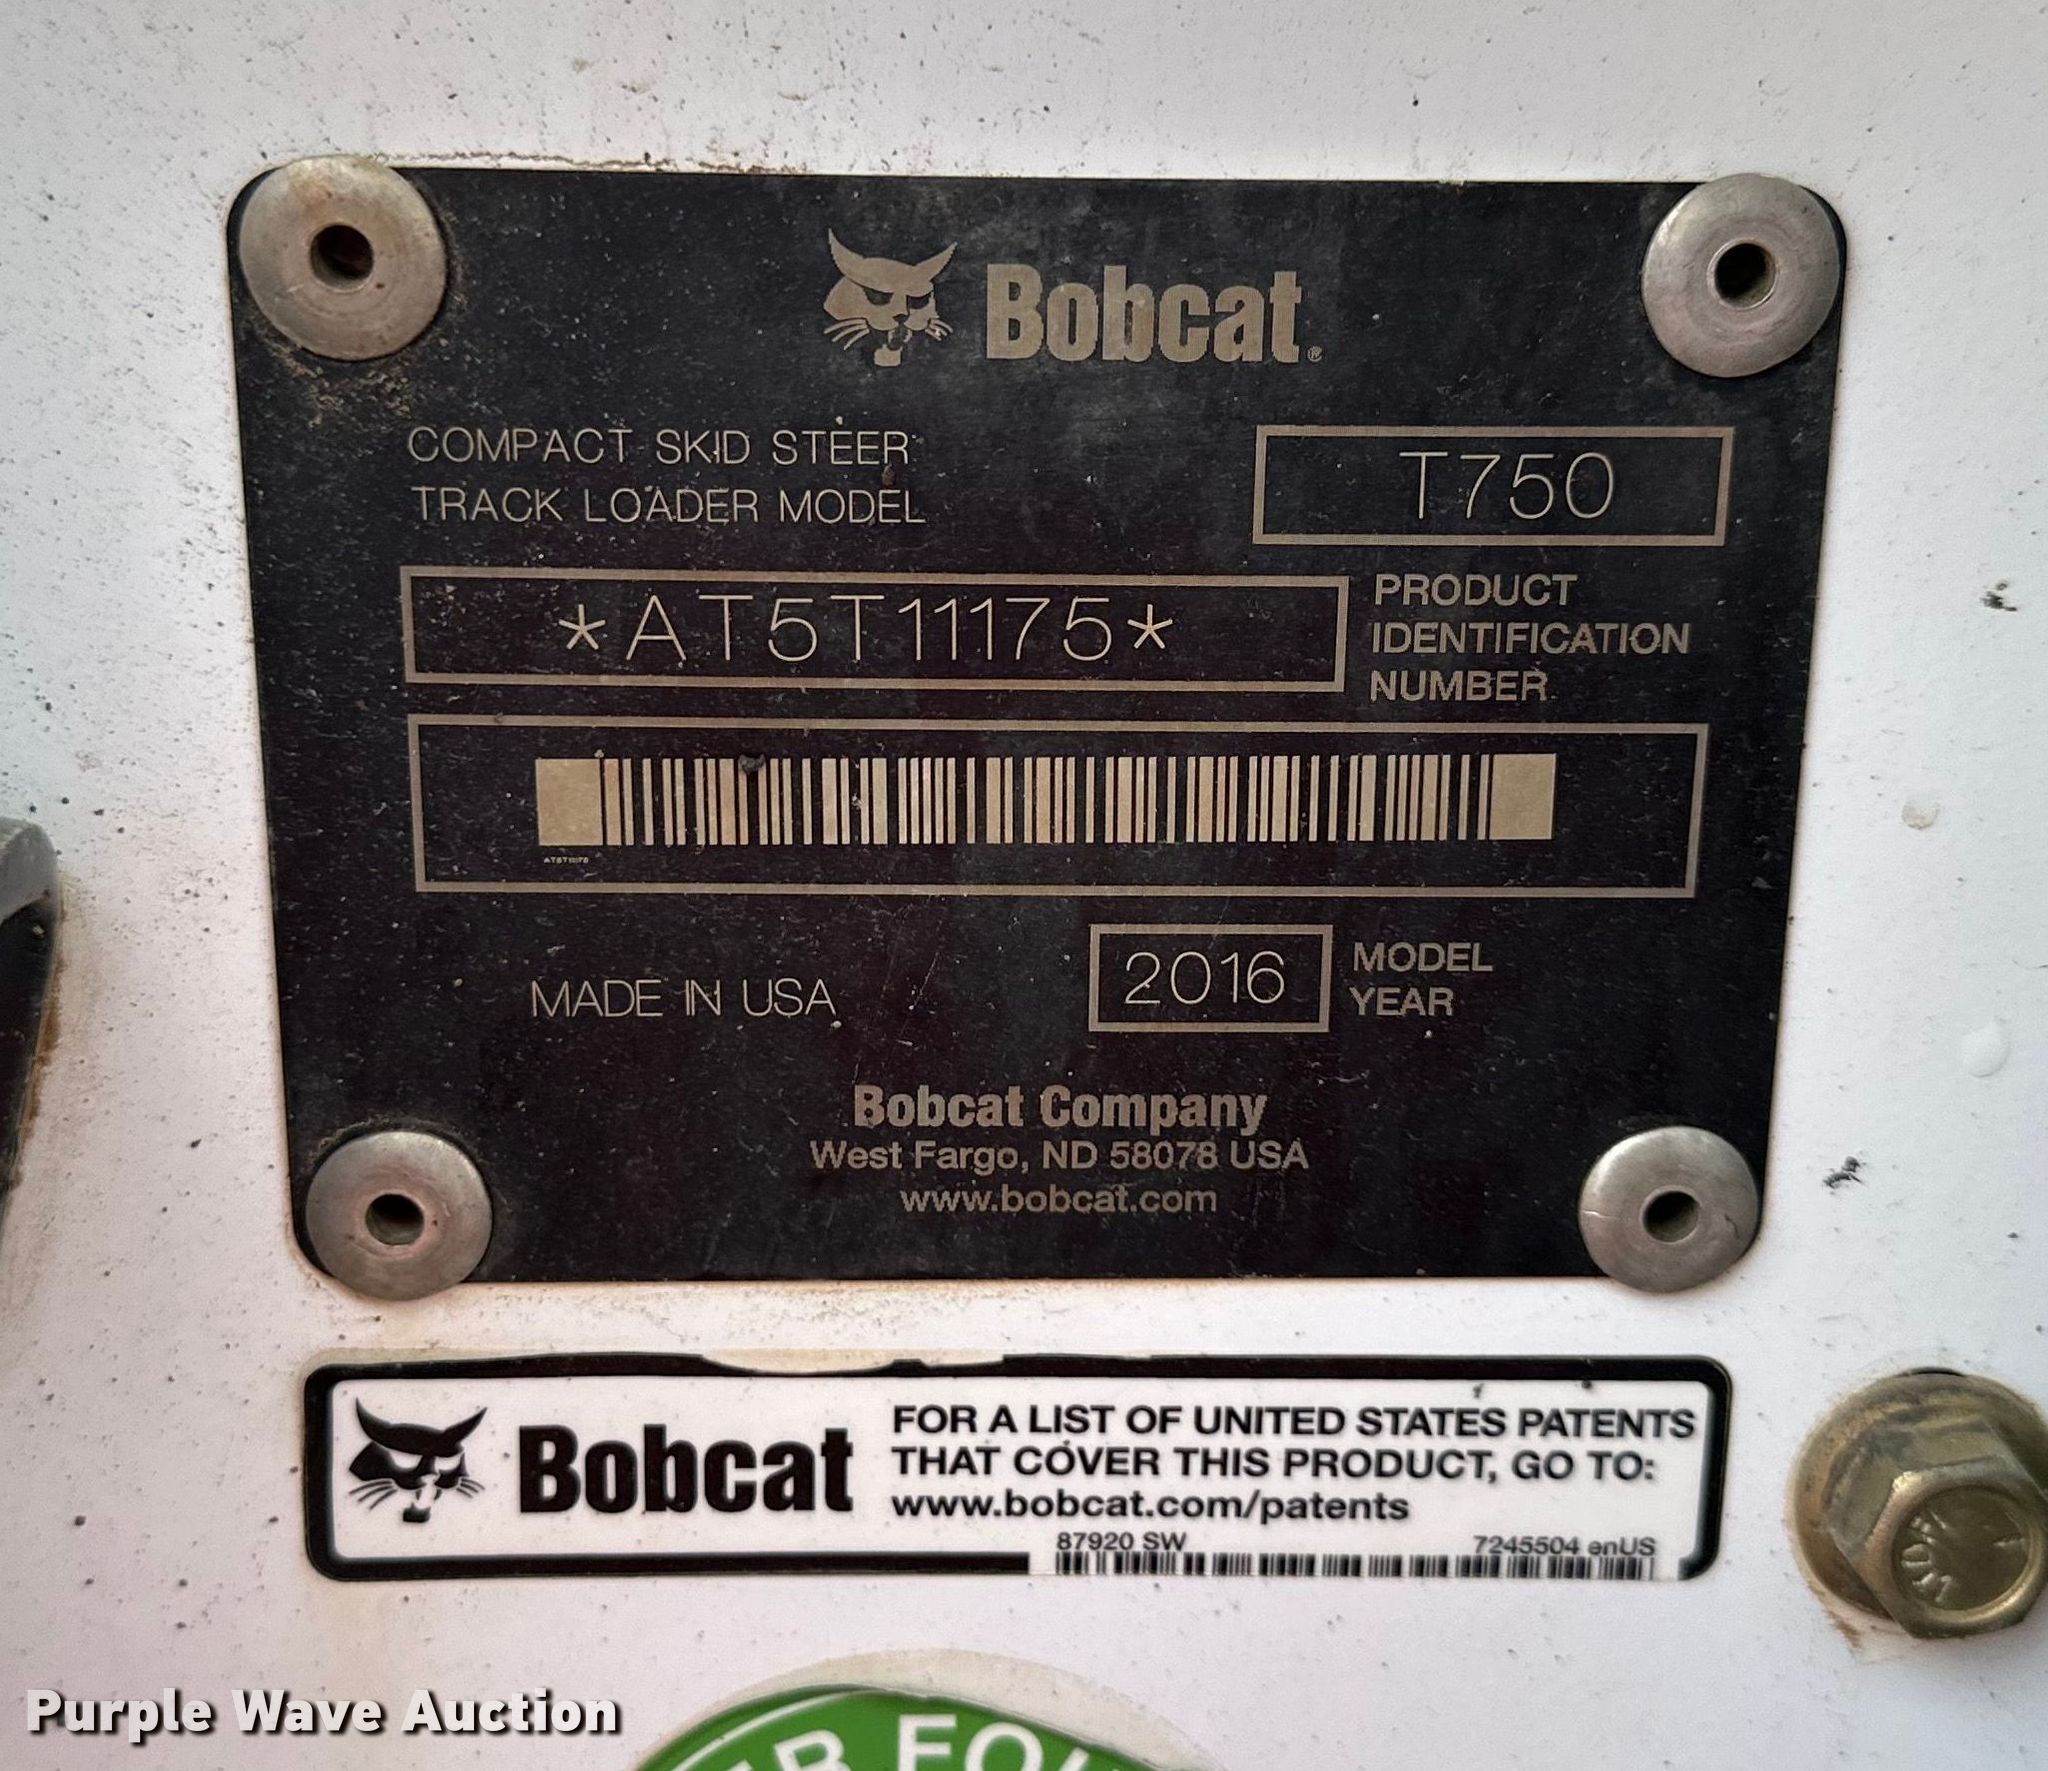 Bobcat®
COMPACT SKID STEER
TRACK LOADER MODEL
T750
*AT5T11175*
PRODUCT
IDENTIFICATION
NUMBER
AT5T11175
MADE IN USA
2016
MODEL
YEAR
Bobcat Company
West Fargo, ND 58078 USA
www.bobcat.com
Bobcat
FOR A LIST OF UNITED STATES PATENTS
THAT COVER THIS PRODUCT, GO TO:
www.bobcat.com/patents
87920 SW
7245504 enUS
Purple Wave Auction